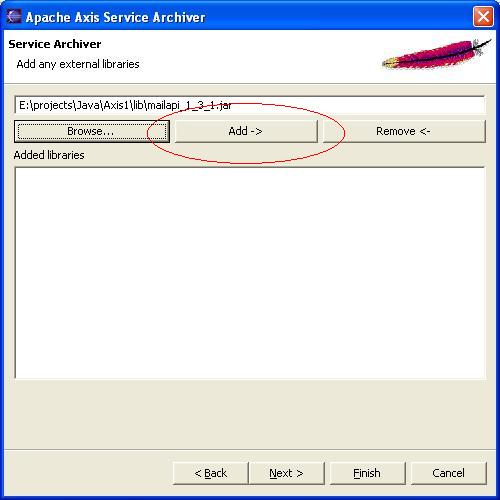 Apache Axis Service Archiver
Service Archiver
Add any external libraries
E:\projects\Java\Axis1\lib\mailapi_1_3_1.jar
Browse... Add -> Remove <-
Added libraries
< Back Next > Finish Cancel